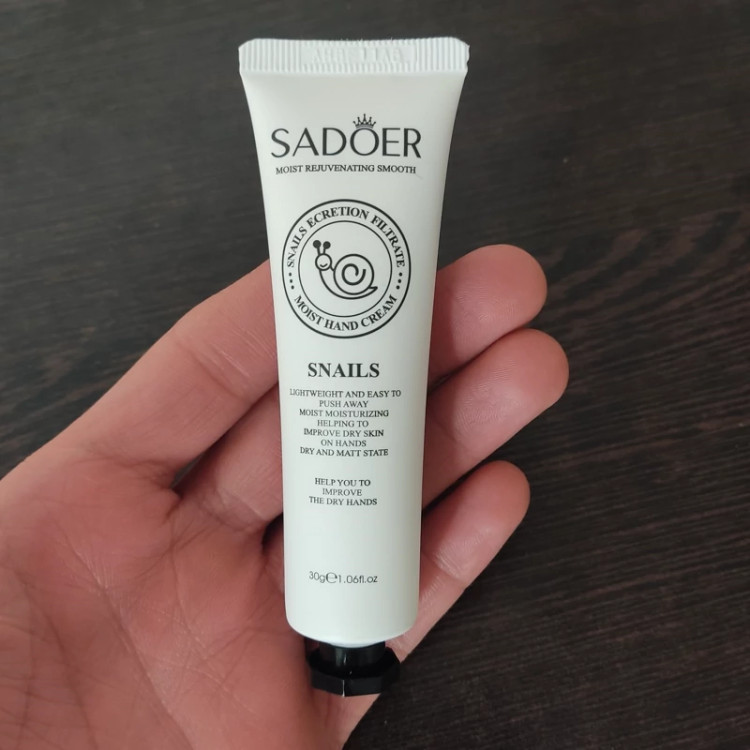 SADOER
MOIST REJUVENATING SMOOTH
SNAILS ECRETION FILTRATE
MOIST HAND CREAM
SNAILS
LIGHTWEIGHT AND EASY TO
PUSH AWAY
MOIST MOISTURIZING
HELPING TO
IMPROVE DRY SKIN
ON HANDS
DRY AND MATT STATE
HELP YOU TO
IMPROVE
THE DRY HANDS
30g℮1.06fl.oz